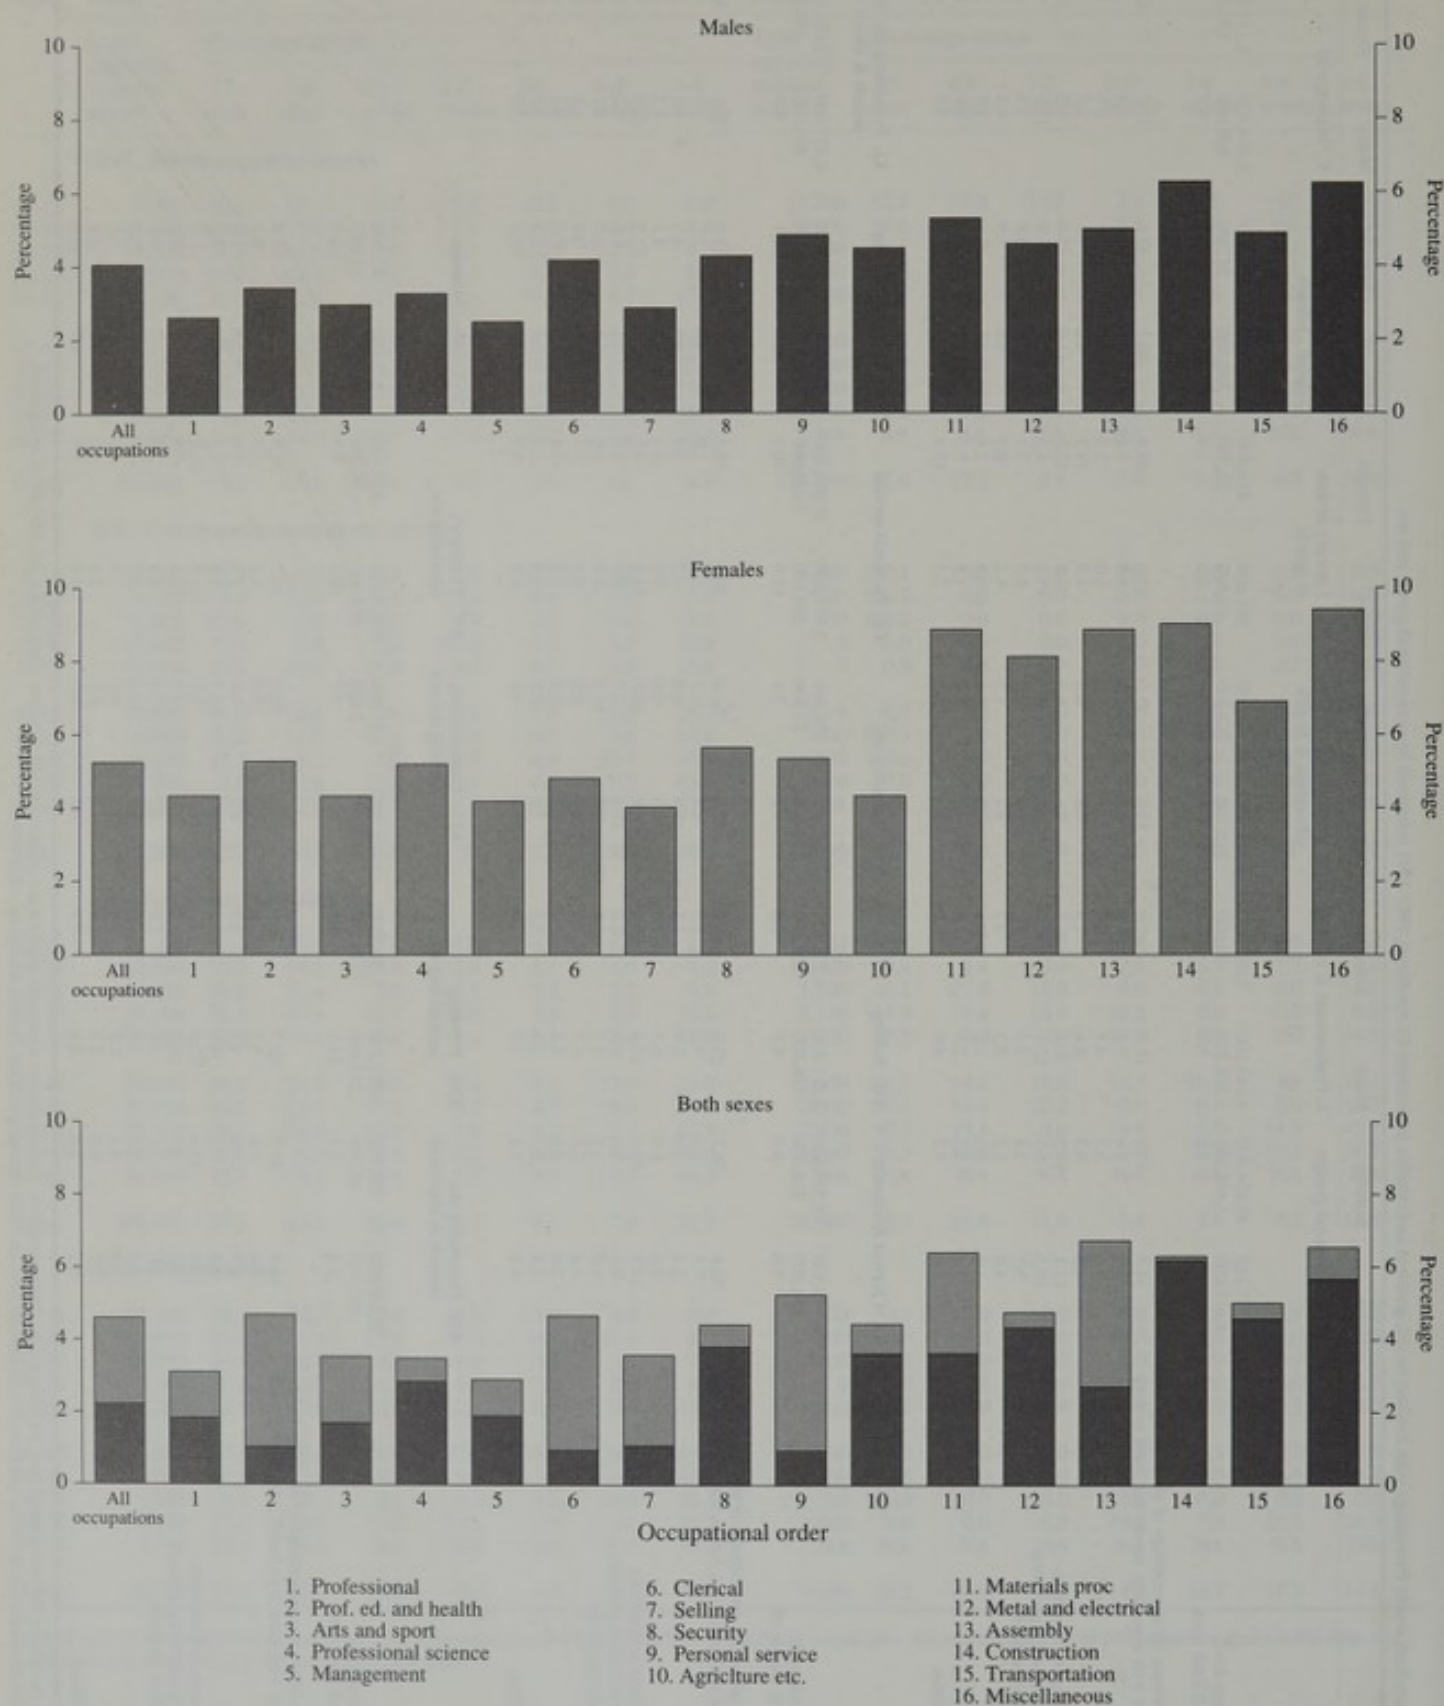 Males
10
8
6
4
2
0
Percentage
10
8
6
4
2
0
Percentage
All occupations 1 2 3 4 5 6 7 8 9 10 11 12 13 14 15 16
Females
10
8
6
4
2
0
Percentage
10
8
6
4
2
0
Percentage
All occupations 1 2 3 4 5 6 7 8 9 10 11 12 13 14 15 16
Both sexes
10
8
6
4
2
0
Percentage
10
8
6
4
2
0
Percentage
All occupations 1 2 3 4 5 6 7 8 9 10 11 12 13 14 15 16
Occupational order
1. Professional
2. Prof. ed. and health
3. Arts and sport
4. Professional science
5. Management
6. Clerical
7. Selling
8. Security
9. Personal service
10. Agriclture etc.
11. Materials proc
12. Metal and electrical
13. Assembly
14. Construction
15. Transportation
16. Miscellaneous